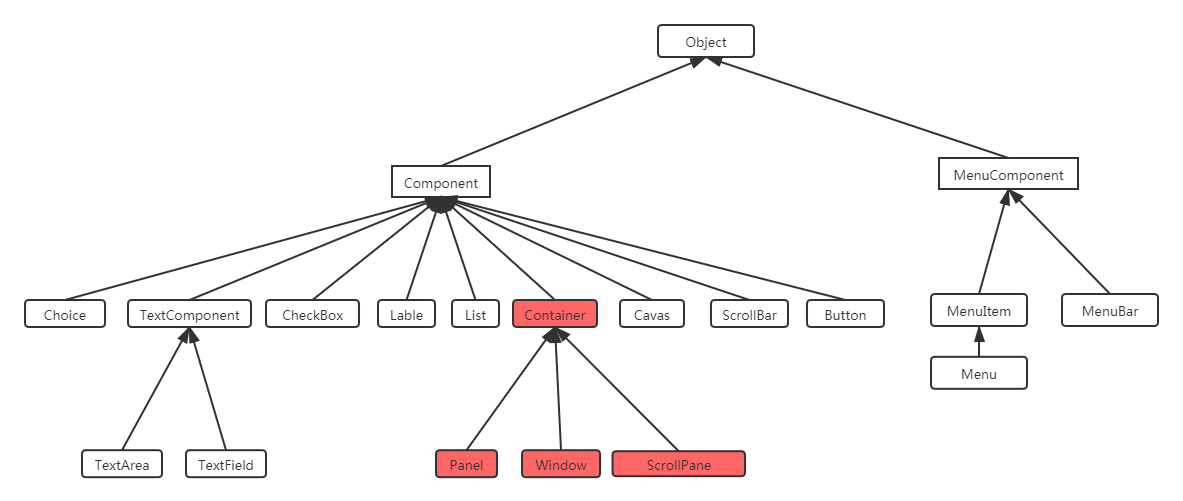 Object
Component
MenuComponent
Choice
TextComponent
CheckBox
Lable
List
Container
Cavas
ScrollBar
Button
MenuItem
MenuBar
Menu
TextArea
TextField
Panel
Window
ScrollPane